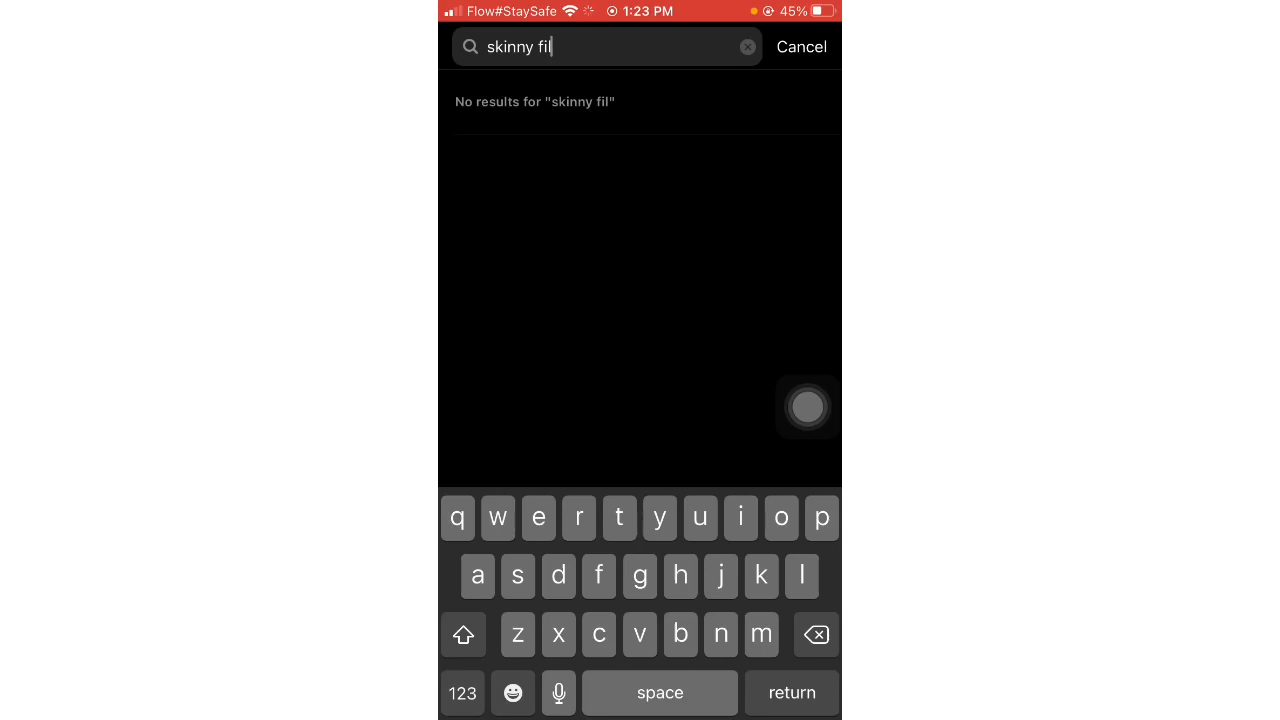 Flow#StaySafe 1:23 PM 45%
skinny fil Cancel
No results for "skinny fil"
q w e r t y u i o p
a s d f g h j k l
z x c v b n m
123 space return